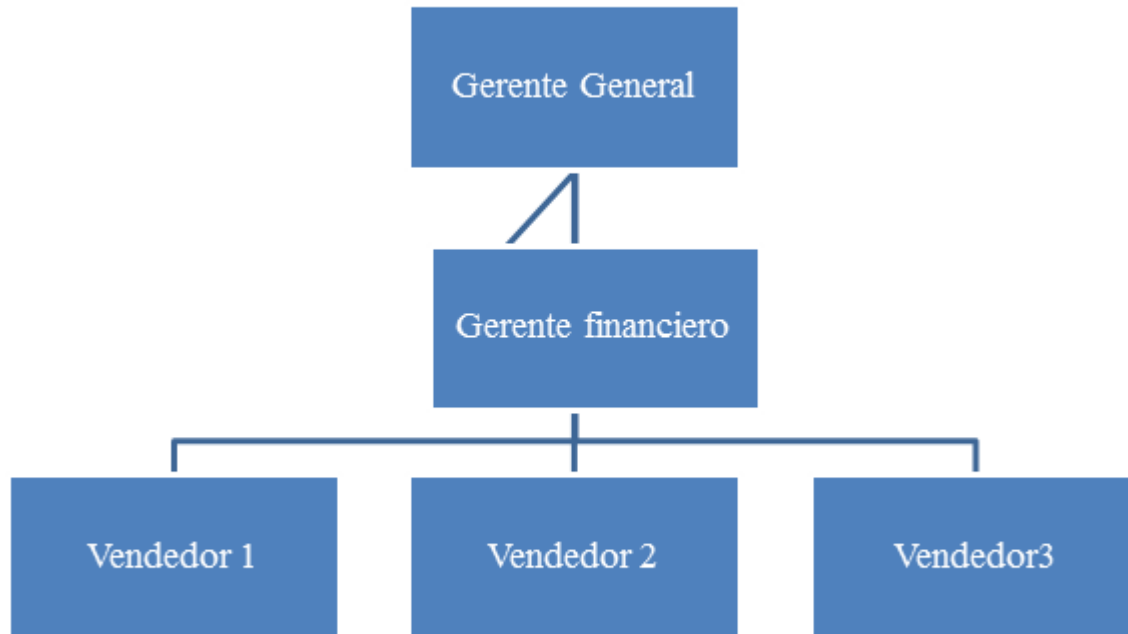 Gerente General
Gerente financiero
Vendedor 1
Vendedor 2
Vendedor3